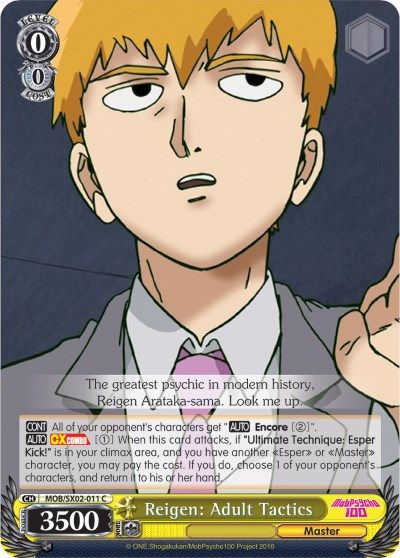 LEVEL
0
0
COST
The greatest psychic in modern history,
Reigen Arataka-sama. Look me up.
CONT All of your opponent's characters get "AUTO Encore [②]".
AUTO CX COMBO [①] When this card attacks, if "Ultimate Technique: Esper
Kick!" is in your climax area, and you have another «Esper» or «Master»
character, you may pay the cost. If you do, choose 1 of your opponent's
characters, and return it to his or her hand.
CD MOB/SX02-011 C
POWER 3500 SOUL Reigen: Adult Tactics MobPsycho 100
Master
© ONE,Shogakukan/MobPsycho100 Project 2016